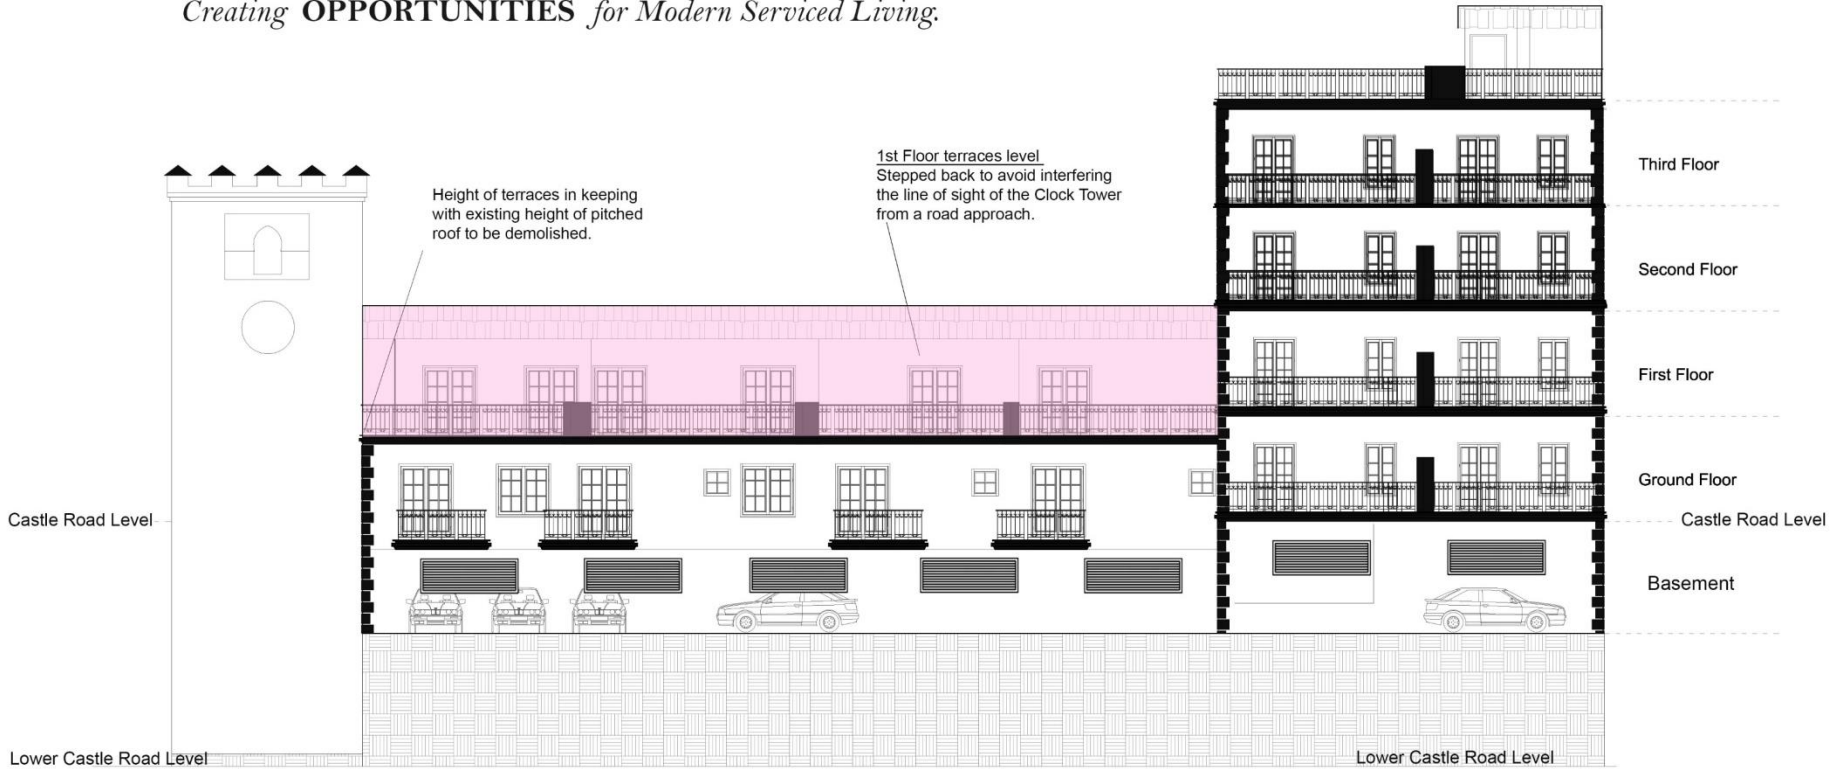 Creating OPPORTUNITIES for Modern Serviced Living.
Height of terraces in keeping
with existing height of pitched
roof to be demolished.
1st Floor terraces level
Stepped back to avoid interfering
the line of sight of the Clock Tower
from a road approach.
Third Floor
Second Floor
First Floor
Ground Floor
Castle Road Level
Castle Road Level
Basement
Lower Castle Road Level
Lower Castle Road Level